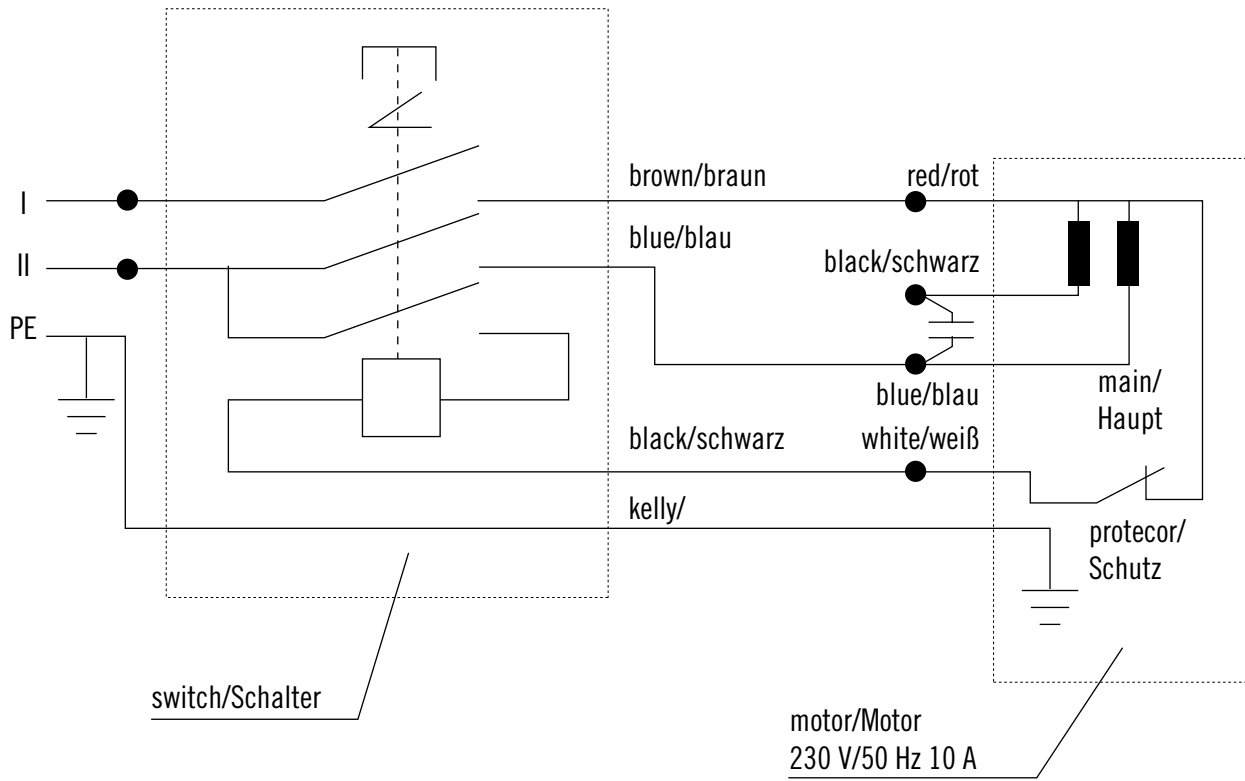 brown/braun
red/rot
I
blue/blau
black/schwarz
II
PE
blue/blau
main/
Haupt
black/schwarz
white/weiß
kelly/
protecor/
Schutz
switch/Schalter
motor/Motor
230 V/50 Hz 10 A